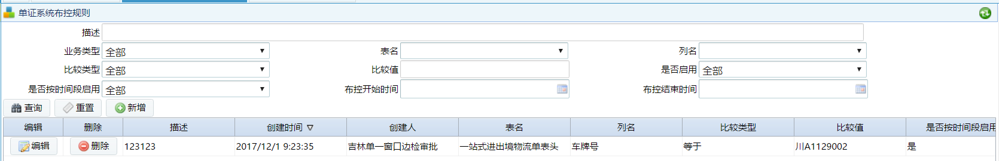 单证系统布控规则
描述
业务类型 全部 表名 列名
比较类型 全部 比较值 是否启用 全部
是否按时间段启用 全部 布控开始时间 布控结束时间
查询 重置 新增
编辑 删除 描述 创建时间 创建人 表名 列名 比较类型 比较值 是否按时间段启用
编辑 删除 123123 2017/12/1 9:23:35 吉林单一窗口边检审批 一站式进出境物流单表头 车牌号 等于 川A1129002 是